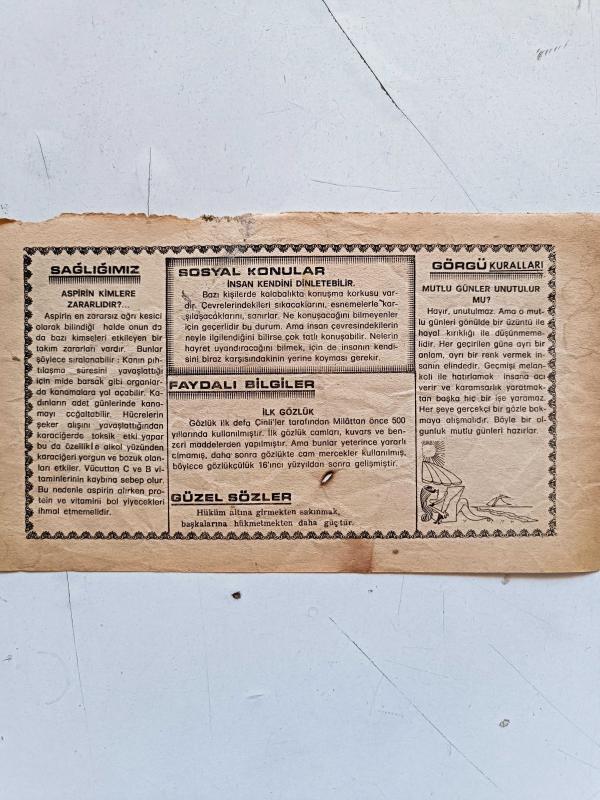 SAĞLIĞIMIZ
ASPİRİN KİMLERE
ZARARLIDIR?...
Aspirin en zararsız ağrı kesici
olarak bilindiği halde onun da
da bazı kimseleri etkileyen bir
takım zararları vardır. Bunlar
şöylece sıralanabilir: Kanın pıh-
tılaşma süresini yavaşlattığı
için mide barsak gibi organlar-
da kanamalara yol açabilir. Ka-
dınların adet günlerinde kana-
mayı çoğaltabilir. Hücrelerin
şeker alışını yavaşlattığından
karaciğerde toksik etki yapar
bu da özellikle alkol yüzünden
karaciğeri yorgun ve bozuk olan-
ları etkiler. Vücuttan C ve B vi-
taminlerinin kaybına sebep olur.
Bu nedenle aspirin alırken pro-
tein ve vitamini bol yiyecekleri
ihmal etmemelidir.
SOSYAL KONULAR
İNSAN KENDİNİ DİNLETEBİLİR.
Bazı kişilerde kalabalıkta konuşma korkusu var-
dır. Çevrelerindekileri sıkacaklarını, esnemelerle kar-
şılaşacaklarını, sanırlar. Ne konuşacağını bilmeyenler
için geçerlidir bu durum. Ama insan çevresindekilerin
neyle ilgilendiğini bilirse çok tatlı konuşabilir. Nelerin
hayret uyandıracağını bilmek, için de insanın kendi-
sini biraz karşısındakinin yerine koyması gerekir.
FAYDALI BİLGİLER
İLK GÖZLÜK
Gözlük ilk defa Çinli'ler tarafından Milâttan önce 500
yıllarında kullanılmıştır. İlk gözlük camları, kuvars ve ben-
zeri maddelerden yapılmıştır. Ama bunlar yeterince yararlı
olmamış, daha sonra gözlükte cam mercekler kullanılmış,
böylece gözlükçülük 16'ıncı yüzyıldan sonra gelişmiştir.
GÜZEL SÖZLER
Hüküm altına girmekten sakınmak,
başkalarına hükmetmekten daha güçtür.
GÖRGÜ KURALLARI
MUTLU GÜNLER UNUTULUR
MU?
Hayır, unutulmaz. Ama o mut-
lu günleri gönülde bir üzüntü ile
hayal kırıklığı ile düşünmeme-
lidir. Her geçirilen güne ayrı bir
anlam, ayrı bir renk vermek in-
sanın elindedir. Geçmişi melan-
koli ile hatırlamak insana acı
verir ve karamsarlık yaratmak-
tan başka hiç bir işe yaramaz.
Her şeye gerçekçi bir gözle bak-
maya alışmalıdır. Böyle bir ol-
gunluk mutlu günleri hazırlar.